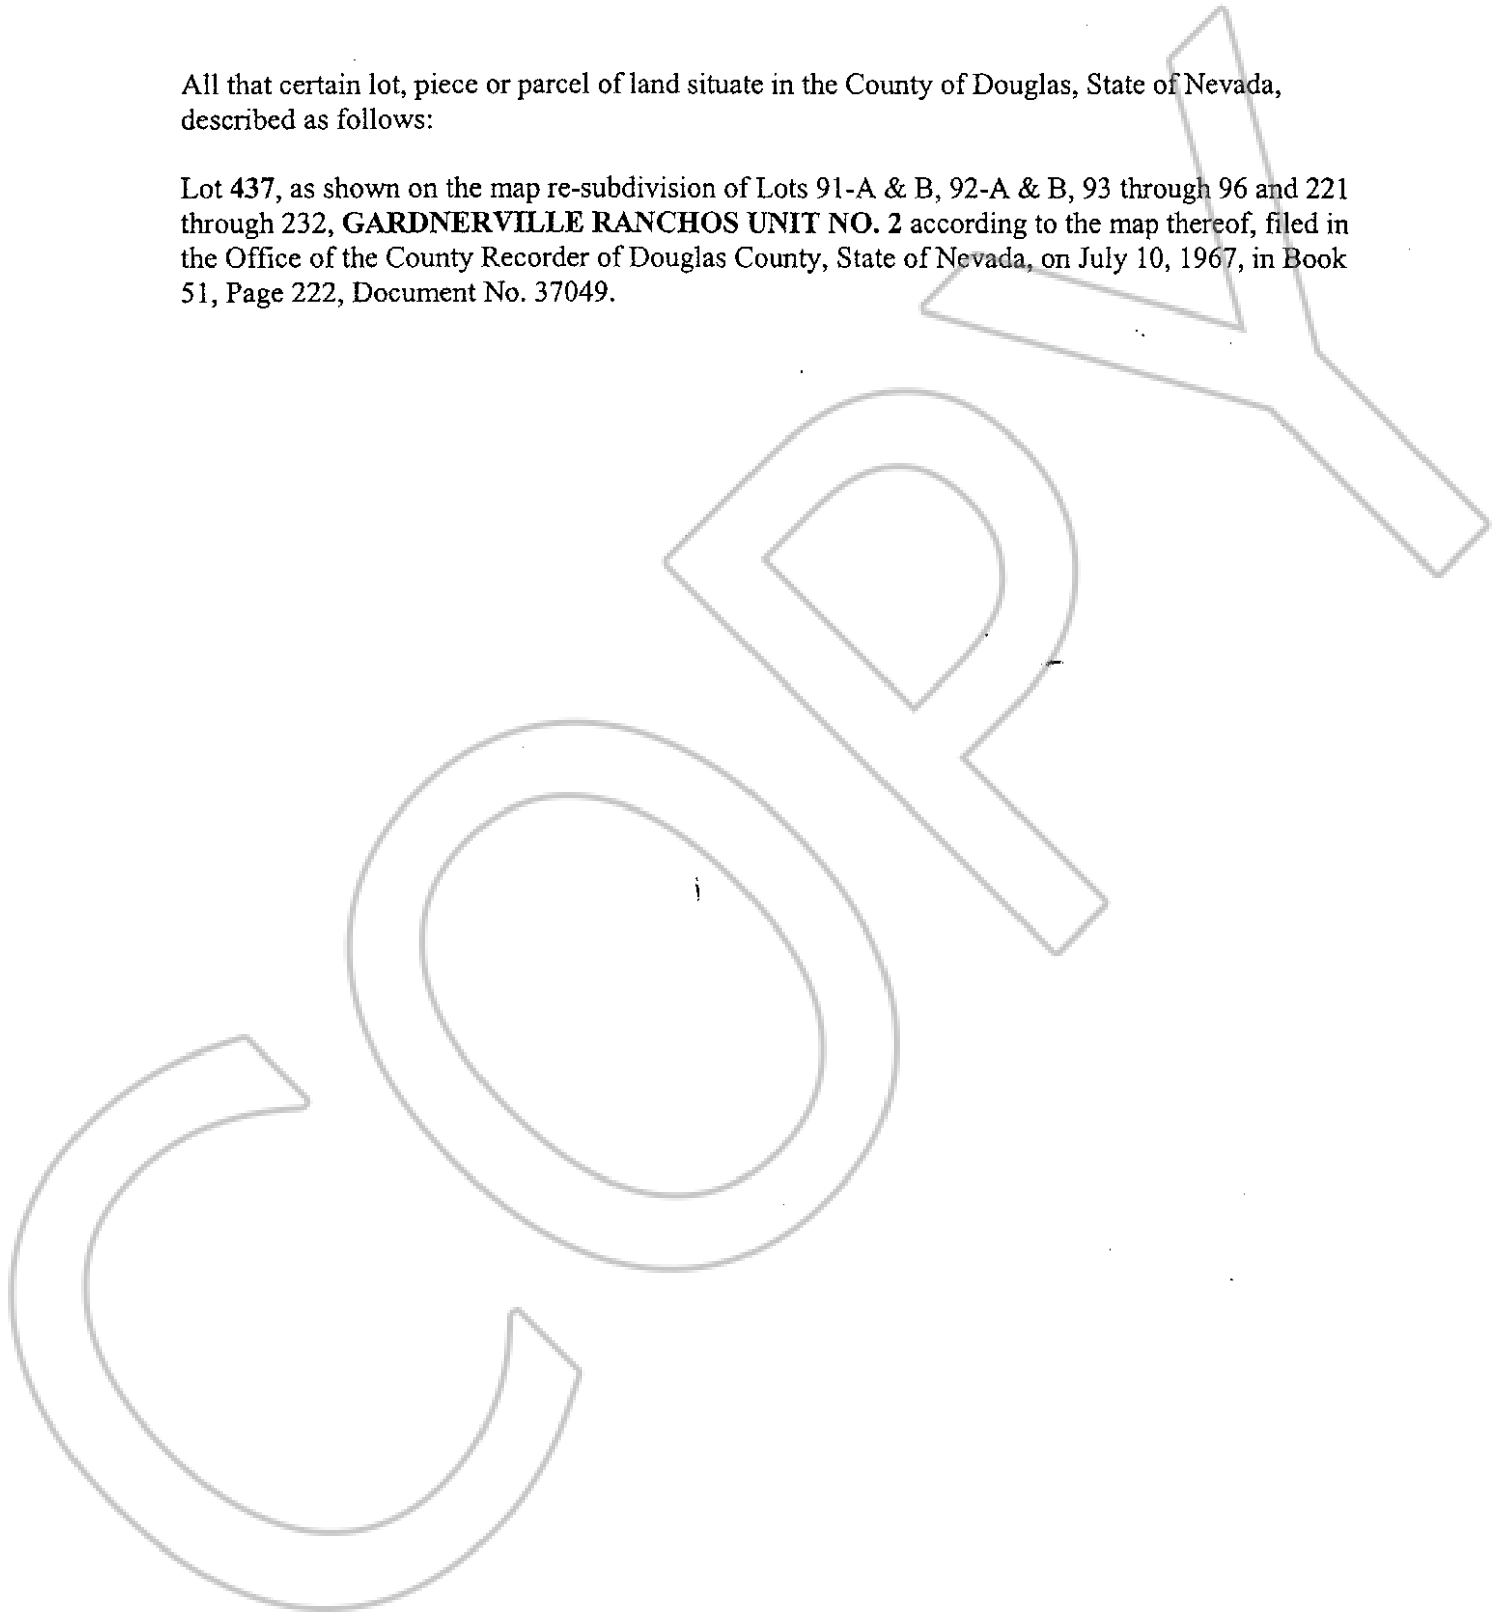 All that certain lot, piece or parcel of land situate in the County of Douglas, State of Nevada,
described as follows:
Lot 437, as shown on the map re-subdivision of Lots 91-A & B, 92-A & B, 93 through 96 and 221
through 232, GARDNERVILLE RANCHOS UNIT NO. 2 according to the map thereof, filed in
the Office of the County Recorder of Douglas County, State of Nevada, on July 10, 1967, in Book
51, Page 222, Document No. 37049.
COPY